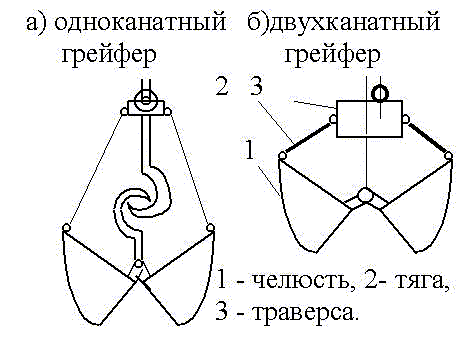 а) одноканатный грейфер
б)двухканатный грейфер
2 3
1
1 - челюсть, 2- тяга,
3 - траверса.